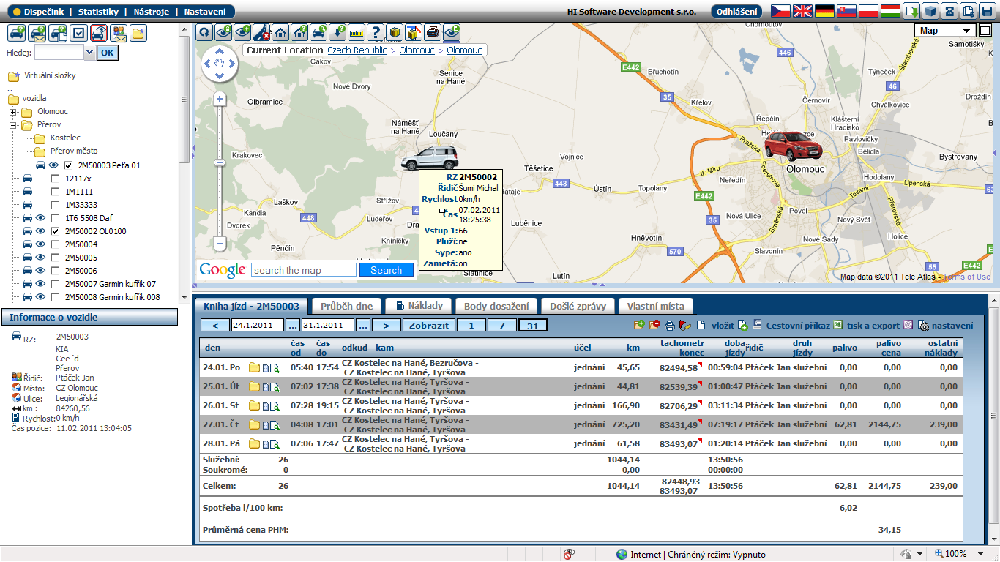 Dispečink | Statistiky | Nástroje | Nastavení
HI Software Development s.r.o.
Odhlášení
Hledej:
OK
Virtuální složky
..
vozidla
Olomouc
Přerov
Kostelec
Přerov město
2M50003 Peťa 01
12117x
1M1111
1M33333
1T6 5508 Daf
2M50002 OL0100
2M50004
2M50005
2M50006
2M50007 Garmin kuffík 07
2M50008 Garmin kuffík 008
Informace o vozidle
RZ: 2M50003
KIA
Cee´d
Přerov
Řidič: Ptáček Jan
Místo: CZ Olomouc
Ulice: Legionářská
km : 84260,56
Rychlost: 0 km/h
Čas pozice: 11.02.2011 13:04:05
Current Location Czech Republic > Olomouc > Olomouc
Map
Chomoutov
Samotišky
446
Šternberská
Cakov
E442
Břuchotín
Týneček
Senice
na Hané
Nový Dvory
46
Droždín
35
Křelov
Černovír
Chválkovice
Olbramice
Řepčín
Klášterní
Hradisko
Náměšť
na Hané
Loučany
Pražská
Pavlovičky
Bělidla
Krakovec
Vojnice
Bystrovany
Těšetice
tř. Míru
Olomouc
Foerstrova
Neředín
Hodolany
Lipenská
448
Ústín
Topolany
Rataje
Laškov
Střížov
E442
Tovární
Přerovská
Povel
Kandia
448
Ludéřov
Brněnská
35
Nová Ulice
Nový Svět
Dvorek
Luběnice
Holice
Kníničky
Hněvotín
Nové Sady
Pěnčín
570
Slavonín
55
E442
Slatinice
Lutín
RZ 2M50002
Řidič Šumi Michal
Rychlost 0km/h
Čas 07.02.2011
18:25:38
Vstup 1: 66
Pluží: ne
Sype: ano
Zametá: on
Google search the map Search
Map data ©2011 Tele Atlas - Terms of Use
Kniha jízd - 2M50003
Průběh dne
Náklady
Body dosažení
Došlé zprávy
Vlastní místa
< 24.1.2011 ... 31.1.2011 ... > Zobrazit 1 7 31
vložit Cestovní příkaz tisk a export nastavení
den čas od čas do odkud - kam účel km tachometr konec doba jízdy řidič druh jízdy palivo palivo cena ostatní náklady
24.01. Po 05:40 17:54 CZ Kostelec na Hané, Bezručova - jednání 45,65 82494,58 00:59:04 Ptáček Jan služební 0,00 0,00 0,00
CZ Kostelec na Hané, Tyršova
25.01. Út 07:02 17:38 CZ Kostelec na Hané, Tyršova - jednání 44,81 82539,39 01:00:47 Ptáček Jan služební 0,00 0,00 0,00
CZ Kostelec na Hané, Tyršova
26.01. St 07:28 19:15 CZ Kostelec na Hané, Tyršova - jednání 166,90 82706,29 03:11:34 Ptáček Jan služební 0,00 0,00 0,00
CZ Kostelec na Hané, Tyršova
27.01. Čt 04:08 17:01 CZ Kostelec na Hané, Tyršova - jednání 725,20 83431,49 07:19:17 Ptáček Jan služební 62,81 2144,75 239,00
CZ Kostelec na Hané, Tyršova
28.01. Pá 07:06 17:47 CZ Kostelec na Hané, Tyršova - jednání 61,58 83493,07 01:20:14 Ptáček Jan služební 0,00 0,00 0,00
CZ Kostelec na Hané, Tyršova
Služební: 26 1044,14 13:50:56
Soukromé: 0 0,00 00:00:00
Celkem: 26 1044,14 82448,93 13:50:56 62,81 2144,75 239,00
83493,07
Spotřeba l/100 km: 6,02
Průměrná cena PHM: 34,15
Internet | Chráněný režim: Vypnuto
100%